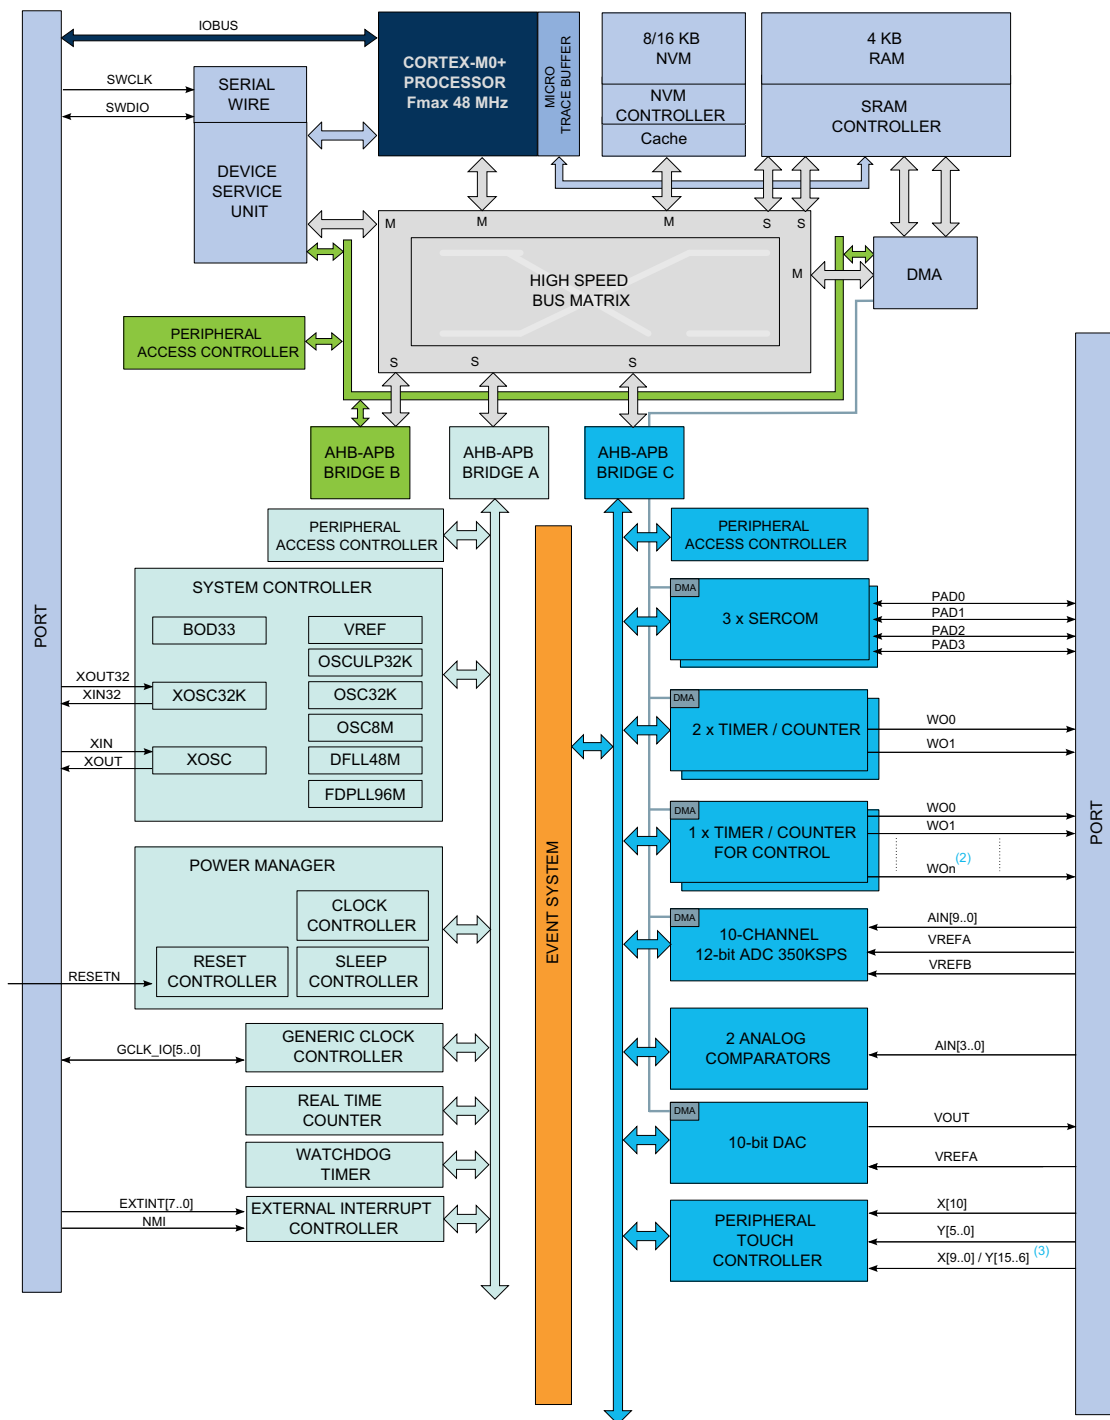 IOBUS
CORTEX-M0+
PROCESSOR
Fmax 48 MHz
MICRO
TRACE BUFFER
8/16 KB
NVM
NVM
CONTROLLER
Cache
4 KB
RAM
SRAM
CONTROLLER
SWCLK
SWDIO
SERIAL
WIRE
DEVICE
SERVICE
UNIT
M
M
M
S
S
M
HIGH SPEED
BUS MATRIX
DMA
PERIPHERAL
ACCESS CONTROLLER
S
S
S
AHB-APB
BRIDGE B
AHB-APB
BRIDGE A
AHB-APB
BRIDGE C
PORT
PORT
EVENT SYSTEM
PERIPHERAL
ACCESS CONTROLLER
SYSTEM CONTROLLER
BOD33
VREF
OSCULP32K
XOUT32
XIN32
XOSC32K
OSC32K
OSC8M
XIN
XOUT
XOSC
DFLL48M
FDPLL96M
POWER MANAGER
CLOCK
CONTROLLER
RESETN
RESET
CONTROLLER
SLEEP
CONTROLLER
GCLK_IO[5..0]
GENERIC CLOCK
CONTROLLER
REAL TIME
COUNTER
WATCHDOG
TIMER
EXTINT[7..0]
NMI
EXTERNAL INTERRUPT
CONTROLLER
PERIPHERAL
ACCESS CONTROLLER
DMA
3 x SERCOM
PAD0
PAD1
PAD2
PAD3
DMA
2 x TIMER / COUNTER
WO0
WO1
DMA
1 x TIMER / COUNTER
FOR CONTROL
WO0
WO1
WOn (2)
DMA
10-CHANNEL
12-bit ADC 350KSPS
AIN[9..0]
VREFA
VREFB
2 ANALOG
COMPARATORS
AIN[3..0]
DMA
10-bit DAC
VOUT
VREFA
PERIPHERAL
TOUCH
CONTROLLER
X[10]
Y[5..0]
X[9..0] / Y[15..6] (3)